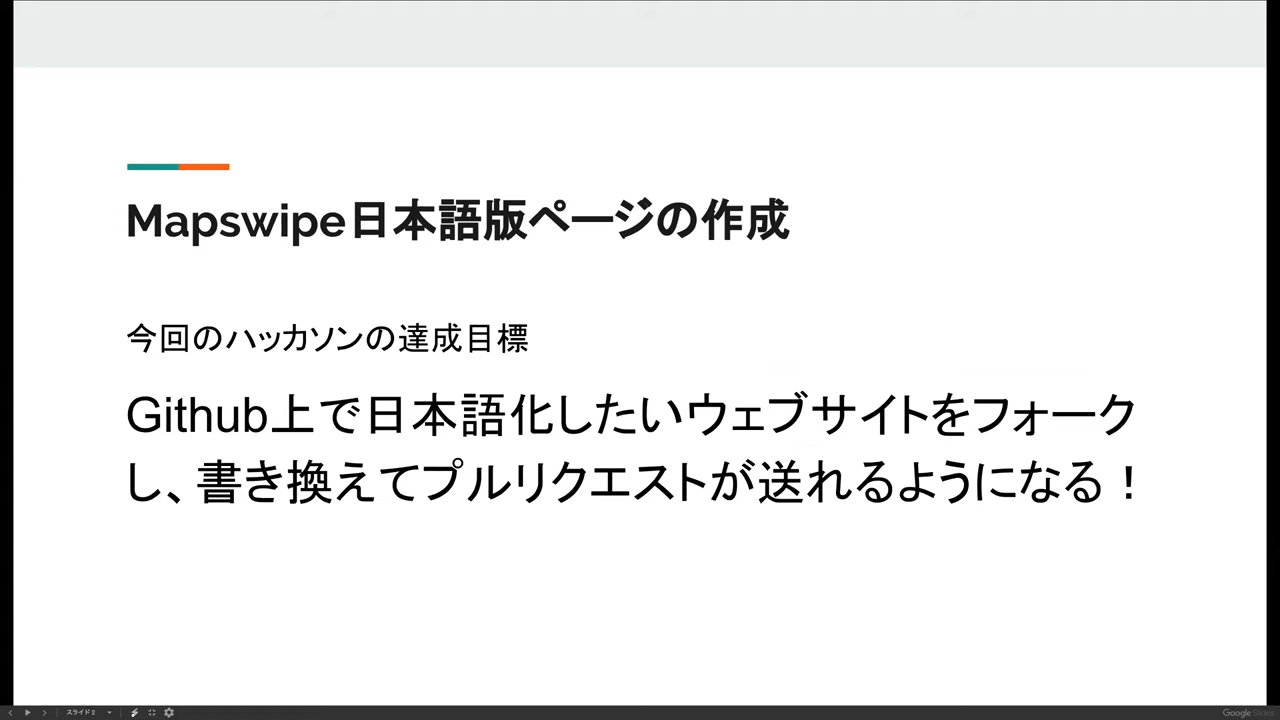 Mapswipe日本語版ページの作成
今回のハッカソンの達成目標
Github上で日本語化したいウェブサイトをフォーク
し、書き換えてプルリクエストが送れるようになる！
スライド 2
Google Slides